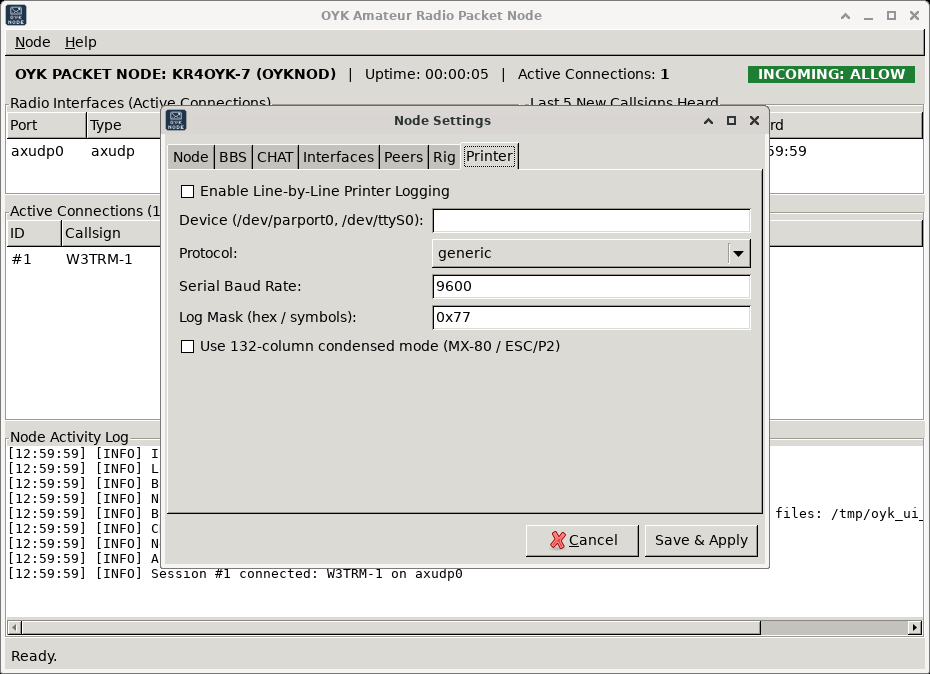 OYK Amateur Radio Packet Node
Node Help
OYK PACKET NODE: KR4OYK-7 (OYKNOD) | Uptime: 00:00:05 | Active Connections: 1 INCOMING: ALLOW
Radio Interfaces (Active Connections) Last 5 New Callsigns Heard
Port Type rd
axudp0 axudp 59:59
Active Connections (1
ID Callsign
#1 W3TRM-1
Node Settings
Node BBS CHAT Interfaces Peers Rig Printer
Enable Line-by-Line Printer Logging
Device (/dev/parport0, /dev/ttyS0):
Protocol: generic
Serial Baud Rate: 9600
Log Mask (hex / symbols): 0x77
Use 132-column condensed mode (MX-80 / ESC/P2)
Cancel Save & Apply
Node Activity Log
[12:59:59] [INFO] I
[12:59:59] [INFO] L
[12:59:59] [INFO] B
[12:59:59] [INFO] N
[12:59:59] [INFO] B files: /tmp/oyk_ui_
[12:59:59] [INFO] C
[12:59:59] [INFO] N
[12:59:59] [INFO] A
[12:59:59] [INFO] Session #1 connected: W3TRM-1 on axudp0
Ready.